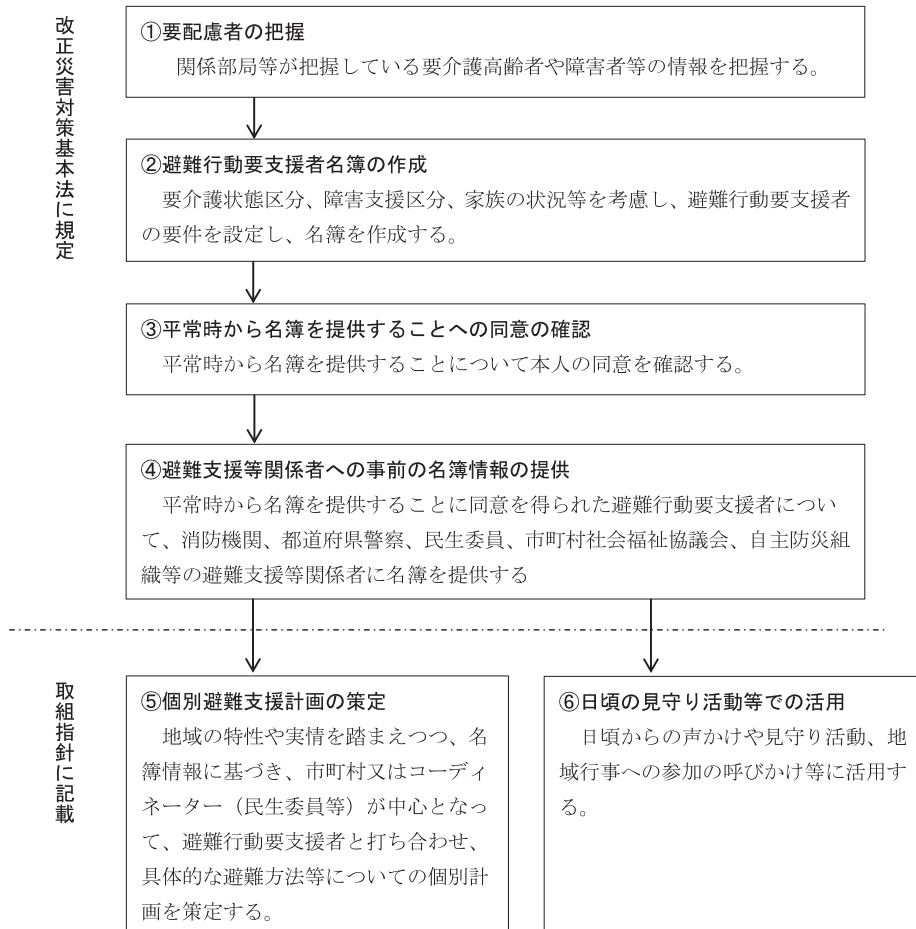 改正災害対策基本法に規定
①要配慮者の把握
関係部局等が把握している要介護高齢者や障害者等の情報を把握する。
②避難行動要支援者名簿の作成
要介護状態区分、障害支援区分、家族の状況等を考慮し、避難行動要支援者
の要件を設定し、名簿を作成する。
③平常時から名簿を提供することへの同意の確認
平常時から名簿を提供することについて本人の同意を確認する。
④避難支援等関係者への事前の名簿情報の提供
平常時から名簿を提供することに同意を得られた避難行動要支援者につい
て、消防機関、都道府県警察、民生委員、市町村社会福祉協議会、自主防災組
織等の避難支援等関係者に名簿を提供する
取組指針に記載
⑤個別避難支援計画の策定
地域の特性や実情を踏まえつつ、名
簿情報に基づき、市町村又はコーディ
ネーター（民生委員等）が中心となっ
て、避難行動要支援者と打ち合わせ、
具体的な避難方法等についての個別計
画を策定する。
⑥日頃の見守り活動等での活用
日頃からの声かけや見守り活動、地
域行事への参加の呼びかけ等に活用す
る。